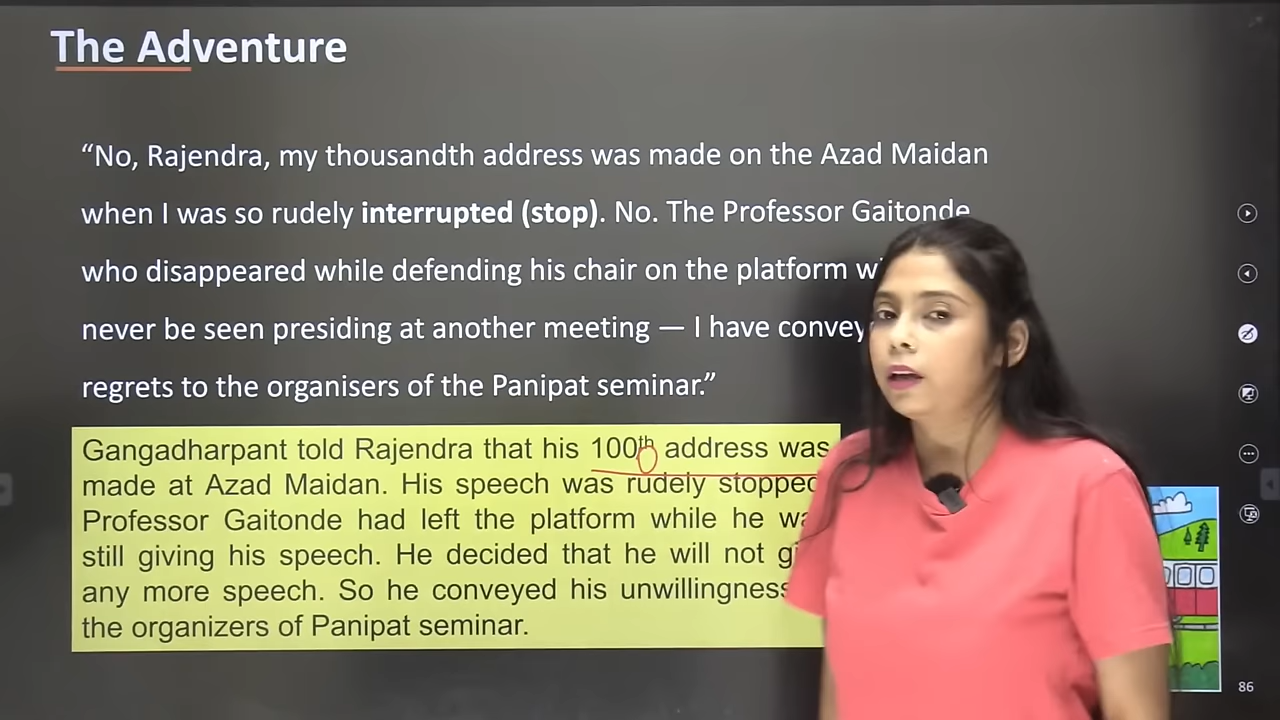 The Adventure
“No, Rajendra, my thousandth address was made on the Azad Maidan
when I was so rudely interrupted (stop). No. The Professor Gaitonde
who disappeared while defending his chair on the platform
never be seen presiding at another meeting — I have
regrets to the organisers of the Panipat seminar.”
Gangadharpant told Rajendra that his 100th address was
made at Azad Maidan. His speech was rudely stopped
Professor Gaitonde had left the platform while he
still giving his speech. He decided that he will not
any more speech. So he conveyed his unwillingness
the organizers of Panipat seminar.
86